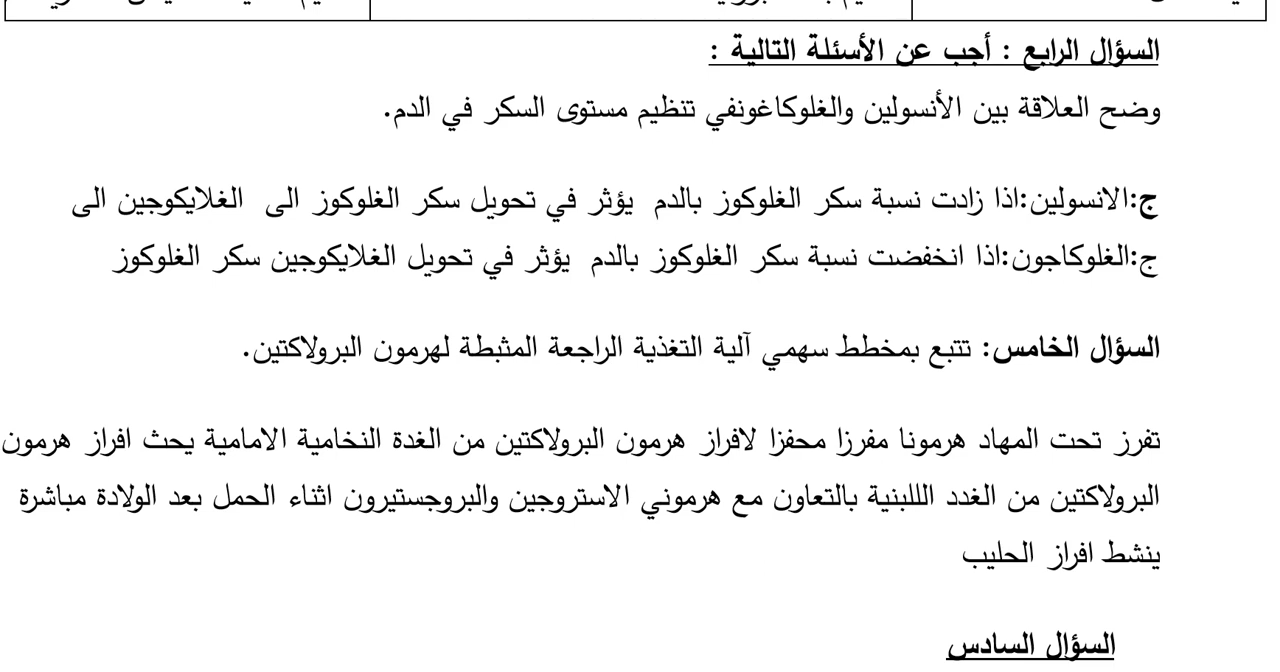 السؤال الرابع : أجب عن الأسئلة التالية :
وضح العلاقة بين الأنسولين والغلوكاغونفي تنظيم مستوى السكر في الدم.
ج:الانسولين:اذا زادت نسبة سكر الغلوكوز بالدم يؤثر في تحويل سكر الغلوكوز الى الغلايكوجين الى
ج:الغلوكاجون:اذا انخفضت نسبة سكر الغلوكوز بالدم يؤثر في تحويل الغلايكوجين سكر الغلوكوز
السؤال الخامس: تتبع بمخطط سهمي آلية التغذية الراجعة المثبطة لهرمون البرولاكتين.
تفرز تحت المهاد هرمونا مفرزا محفزا لافراز هرمون البرولاكتين من الغدة النخامية الامامية يحث افراز هرمون
البرولاكتين من الغدد الللبنية بالتعاون مع هرموني الاستروجين والبروجستيرون اثناء الحمل بعد الولادة مباشرة
ينشط افراز الحليب
السؤال السادس